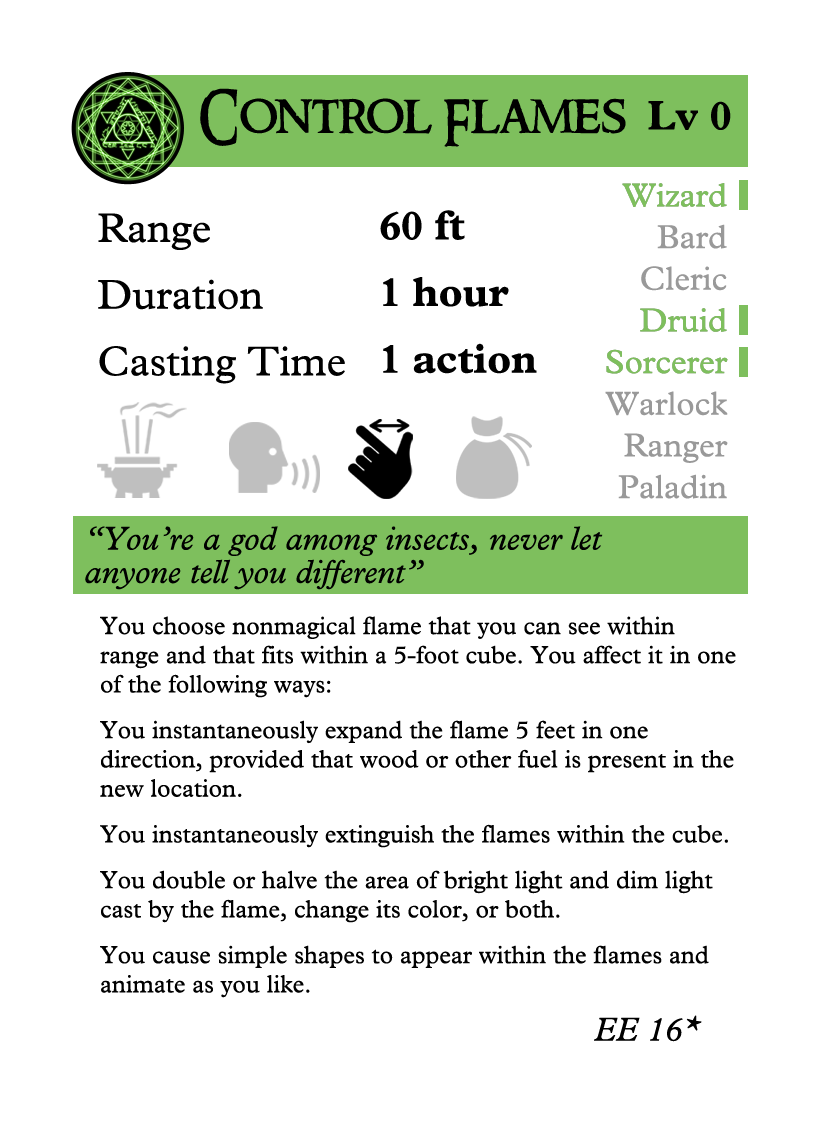 Control Flames Lv 0
Wizard
Bard
Cleric
Druid
Sorcerer
Warlock
Ranger
Paladin
Range 60 ft
Duration 1 hour
Casting Time 1 action
“You’re a god among insects, never let
anyone tell you different”
You choose nonmagical flame that you can see within
range and that fits within a 5-foot cube. You affect it in one
of the following ways:
You instantaneously expand the flame 5 feet in one
direction, provided that wood or other fuel is present in the
new location.
You instantaneously extinguish the flames within the cube.
You double or halve the area of bright light and dim light
cast by the flame, change its color, or both.
You cause simple shapes to appear within the flames and
animate as you like.
EE 16*